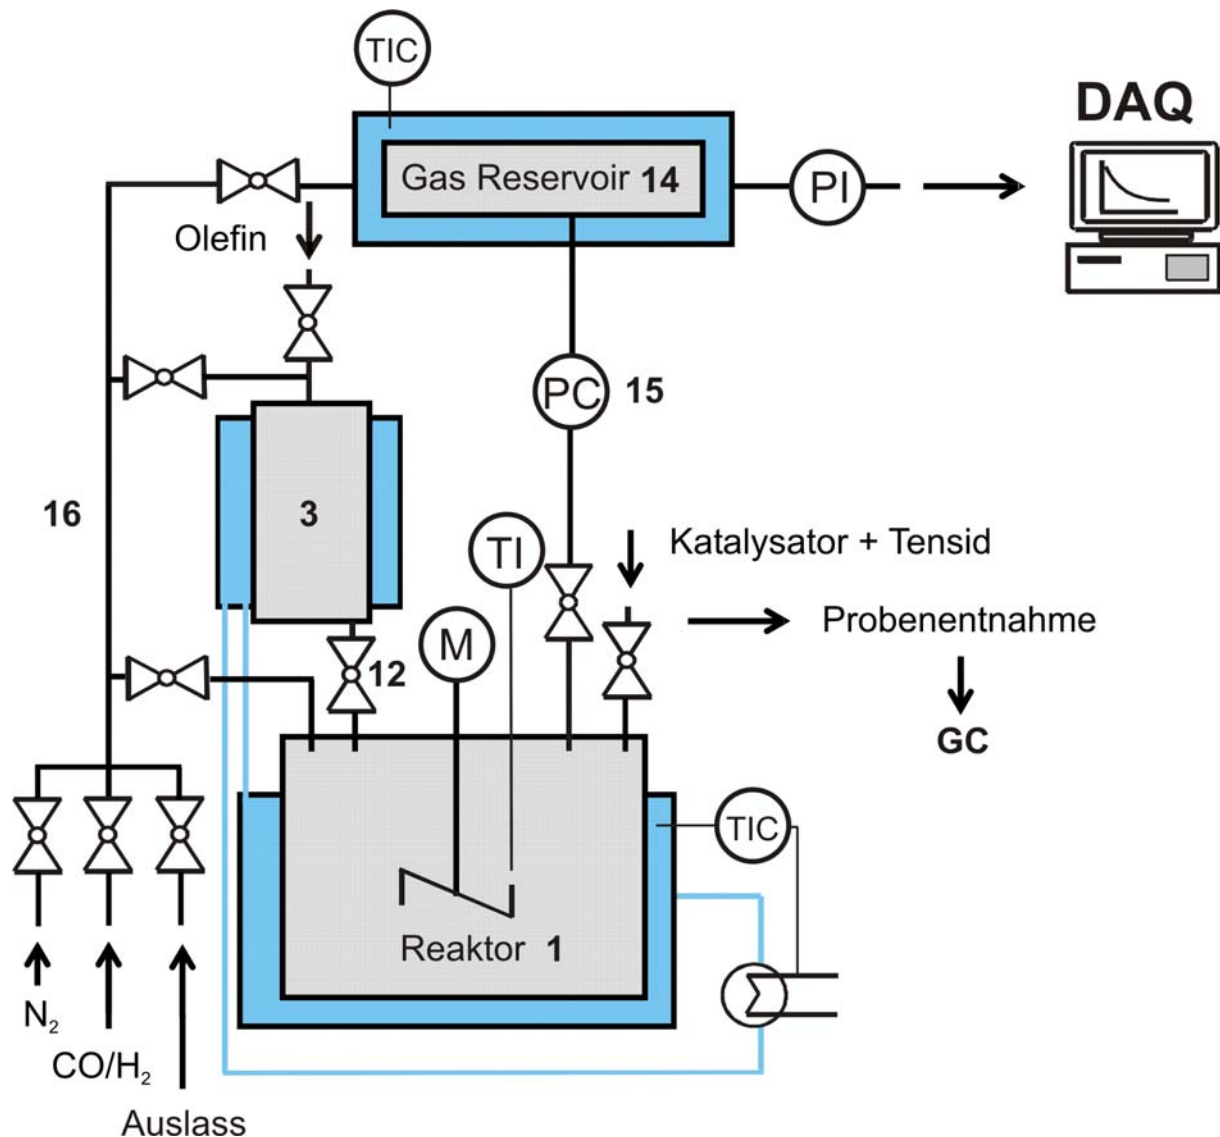 TIC
DAQ
Gas Reservoir 14
PI
Olefin
PC
15
3
16
TI
Katalysator + Tensid
Probenentnahme
M
12
GC
TIC
Reaktor 1
N₂
CO/H₂
Auslass